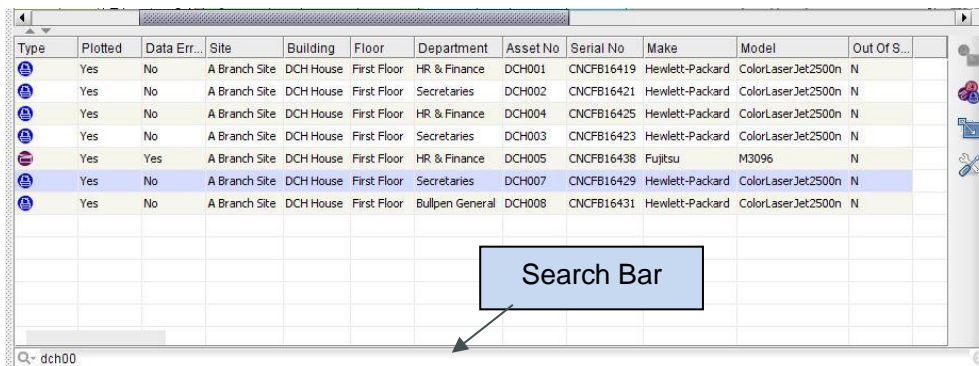 Type Plotted Data Err... Site Building Floor Department Asset No Serial No Make Model Out Of S...
Yes No A Branch Site DCH House First Floor HR & Finance DCH001 CNCFB16419 Hewlett-Packard ColorLaserJet2500n N
Yes No A Branch Site DCH House First Floor Secretaries DCH002 CNCFB16421 Hewlett-Packard ColorLaserJet2500n N
Yes No A Branch Site DCH House First Floor HR & Finance DCH004 CNCFB16425 Hewlett-Packard ColorLaserJet2500n N
Yes No A Branch Site DCH House First Floor Secretaries DCH003 CNCFB16423 Hewlett-Packard ColorLaserJet2500n N
Yes Yes A Branch Site DCH House First Floor HR & Finance DCH005 CNCFB16438 Fujitsu M3096 N
Yes No A Branch Site DCH House First Floor Secretaries DCH007 CNCFB16429 Hewlett-Packard ColorLaserJet2500n N
Yes No A Branch Site DCH House First Floor Bullpen General DCH008 CNCFB16431 Hewlett-Packard ColorLaserJet2500n N
Search Bar
dch00